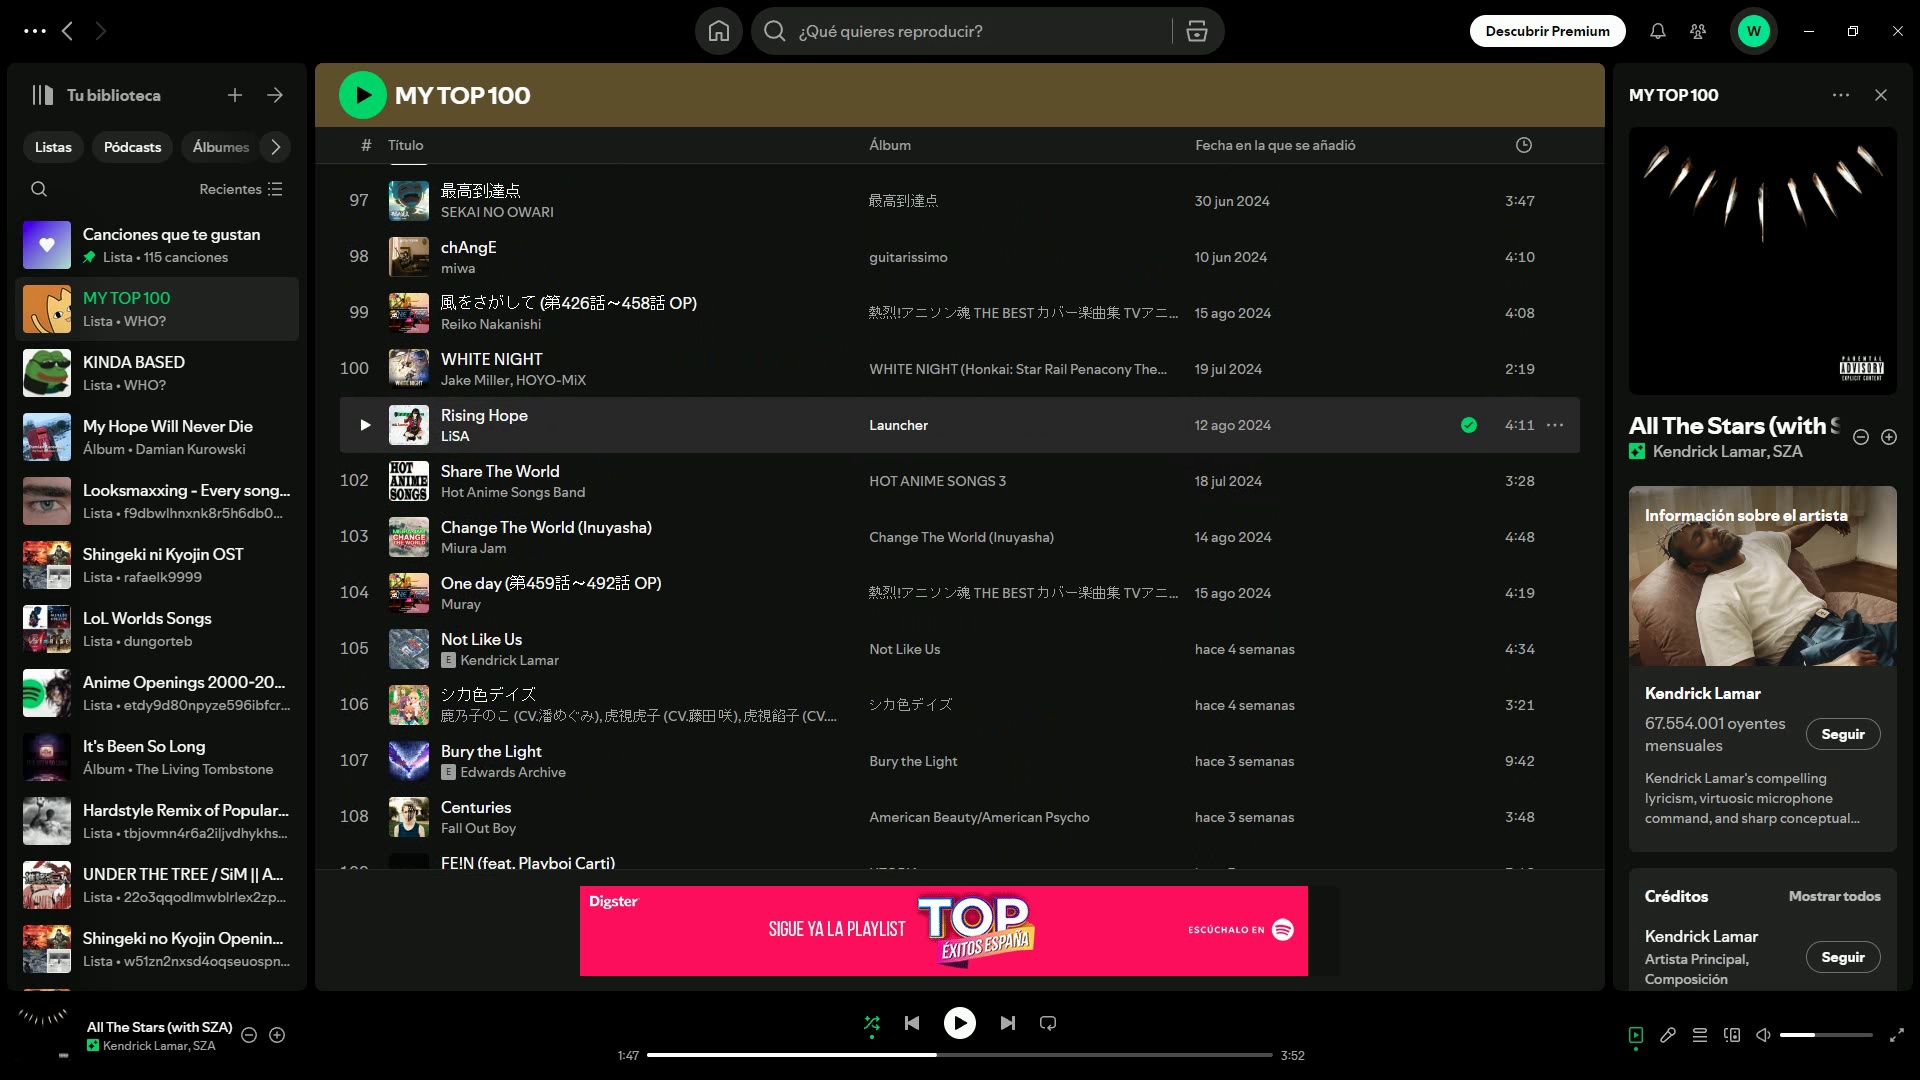 ¿Qué quieres reproducir?
Descubrir Premium
W
Tu biblioteca
Listas
Pódcasts
Álbumes
Recientes
Canciones que te gustan
Lista • 115 canciones
MY TOP 100
Lista • WHO?
KINDA BASED
Lista • WHO?
My Hope Will Never Die
Álbum • Damian Kurowski
Looksmaxxing - Every song...
Lista • f9dbwlhnxnk8r5h6db0...
Shingeki ni Kyojin OST
Lista • rafaelk9999
LoL Worlds Songs
Lista • dungorteb
Anime Openings 2000-20...
Lista • etdy9d80npyze596ibfcr...
It's Been So Long
Álbum • The Living Tombstone
Hardstyle Remix of Popular...
Lista • tbjovmn4r6a2iljvdhykhs...
UNDER THE TREE / SiM || A...
Lista • 22o3qqodlmwblrlex2zp...
Shingeki no Kyojin Openin...
Lista • w51zn2nxsd4oqseuospn...
MY TOP 100
# Título Álbum Fecha en la que se añadió
97 最高到達点 最高到達点 30 jun 2024 3:47
SEKAI NO OWARI
98 chAngE guitarissimo 10 jun 2024 4:10
miwa
99 風をさがして (第426話～458話 OP) 熱烈!アニソン魂 THE BEST カバー楽曲集 TVアニ... 15 ago 2024 4:08
Reiko Nakanishi
100 WHITE NIGHT WHITE NIGHT (Honkai: Star Rail Penacony The... 19 jul 2024 2:19
Jake Miller, HOYO-MiX
Rising Hope Launcher 12 ago 2024 4:11
LiSA
102 Share The World HOT ANIME SONGS 3 18 jul 2024 3:28
Hot Anime Songs Band
103 Change The World (Inuyasha) Change The World (Inuyasha) 14 ago 2024 4:48
Miura Jam
104 One day (第459話～492話 OP) 熱烈!アニソン魂 THE BEST カバー楽曲集 TVアニ... 15 ago 2024 4:19
Muray
105 Not Like Us Not Like Us hace 4 semanas 4:34
E Kendrick Lamar
106 シカ色デイズ シカ色デイズ hace 4 semanas 3:21
鹿乃子のこ (CV.潘めぐみ), 虎視虎子 (CV.藤田 咲), 虎視餡子 (CV....
107 Bury the Light Bury the Light hace 3 semanas 9:42
E Edwards Archive
108 Centuries American Beauty/American Psycho hace 3 semanas 3:48
Fall Out Boy
FE!N (feat. Playboi Carti)
HOT ANIME SONGS
Digster
SIGUE YA LA PLAYLIST
TOP
ÉXITOS ESPAÑA
ESCÚCHALO EN
MY TOP 100
PARENTAL
ADVISORY
EXPLICIT CONTENT
All The Stars (with S
Kendrick Lamar, SZA
Información sobre el artista
Kendrick Lamar
67.554.001 oyentes
mensuales
Seguir
Kendrick Lamar's compelling
lyricism, virtuosic microphone
command, and sharp conceptual...
Créditos
Mostrar todos
Kendrick Lamar
Artista Principal,
Composición
Seguir
All The Stars (with SZA)
Kendrick Lamar, SZA
1:47
3:52